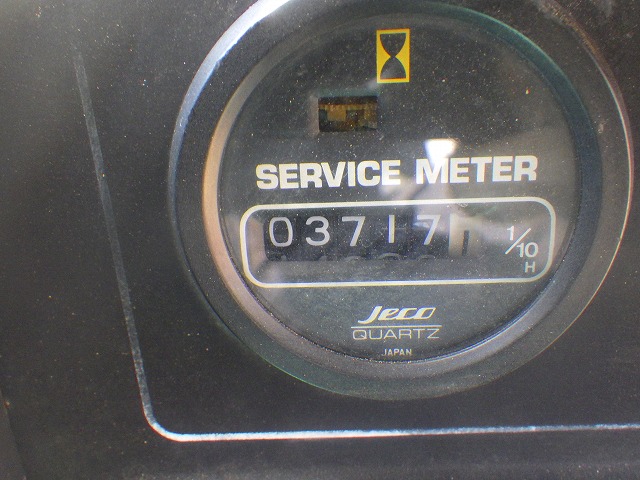 SERVICE METER
03717 1/10
H
Jeco
QUARTZ
JAPAN